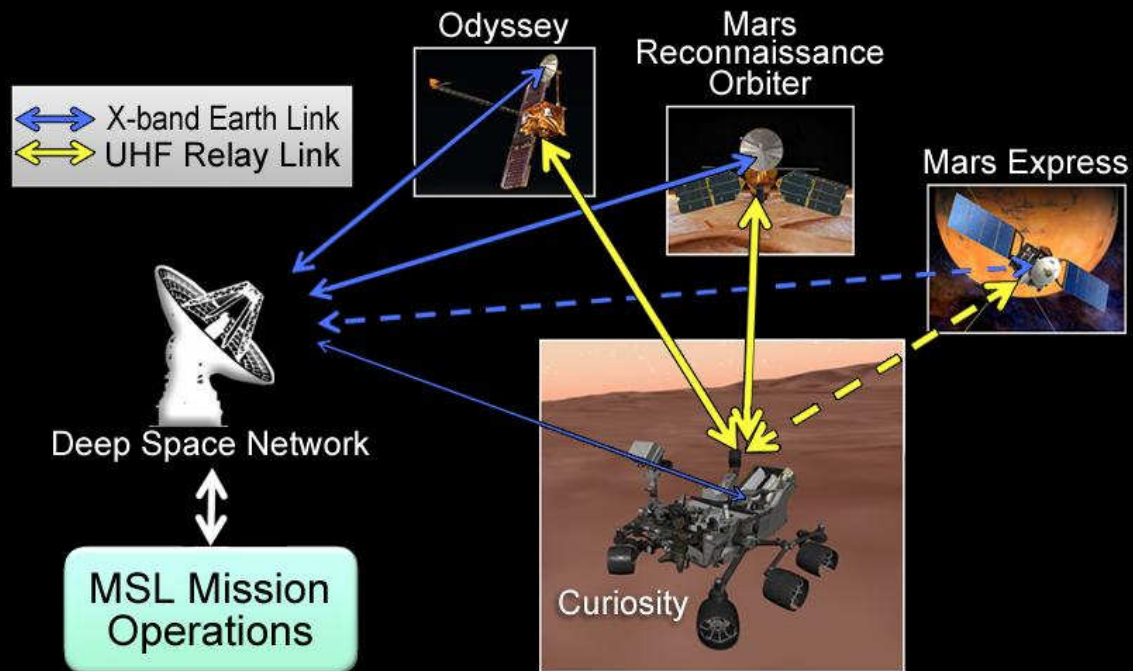 Odyssey
Mars
Reconnaissance
Orbiter
X-band Earth Link
UHF Relay Link
Mars Express
Deep Space Network
MSL Mission
Operations
Curiosity